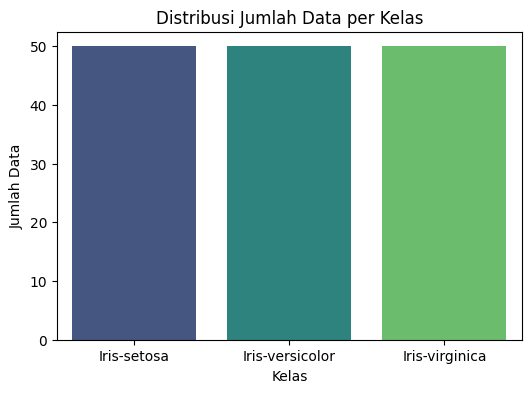 Distribusi Jumlah Data per Kelas
50
40
30
20
10
0
Jumlah Data
Iris-setosa
Iris-versicolor
Iris-virginica
Kelas